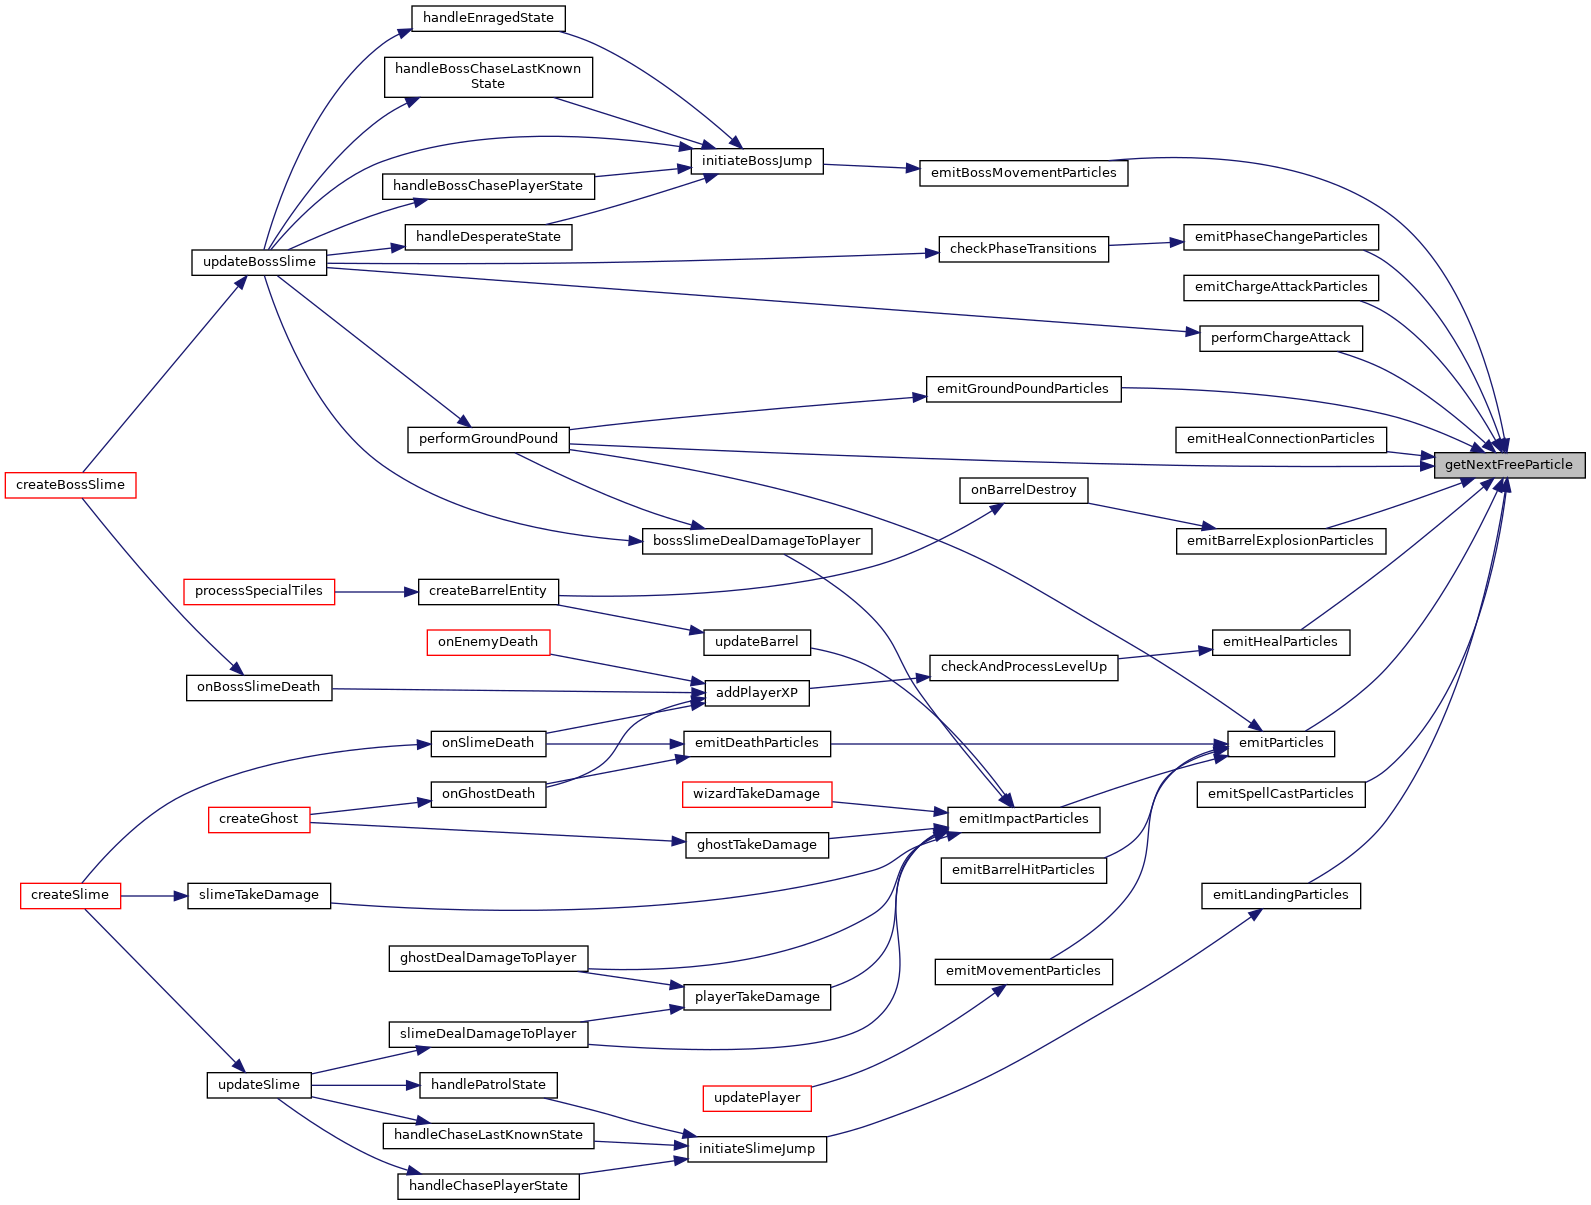 handleEnragedState
handleBossChaseLastKnown
State
initiateBossJump
emitBossMovementParticles
handleBossChasePlayerState
handleDesperateState
emitPhaseChangeParticles
checkPhaseTransitions
updateBossSlime
emitChargeAttackParticles
performChargeAttack
emitGroundPoundParticles
performGroundPound
emitHealConnectionParticles
getNextFreeParticle
createBossSlime
onBarrelDestroy
bossSlimeDealDamageToPlayer
emitBarrelExplosionParticles
processSpecialTiles
createBarrelEntity
onEnemyDeath
updateBarrel
emitHealParticles
checkAndProcessLevelUp
onBossSlimeDeath
addPlayerXP
onSlimeDeath
emitDeathParticles
emitParticles
onGhostDeath
wizardTakeDamage
emitSpellCastParticles
createGhost
emitImpactParticles
ghostTakeDamage
emitBarrelHitParticles
createSlime
slimeTakeDamage
emitLandingParticles
ghostDealDamageToPlayer
emitMovementParticles
playerTakeDamage
slimeDealDamageToPlayer
updateSlime
handlePatrolState
updatePlayer
handleChaseLastKnownState
initiateSlimeJump
handleChasePlayerState